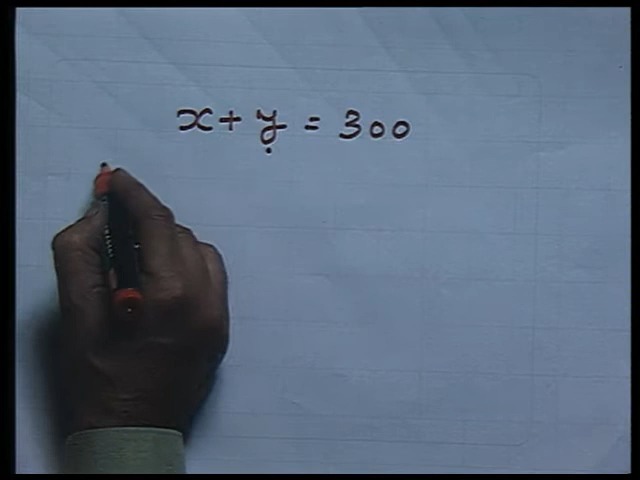 x + y = 300